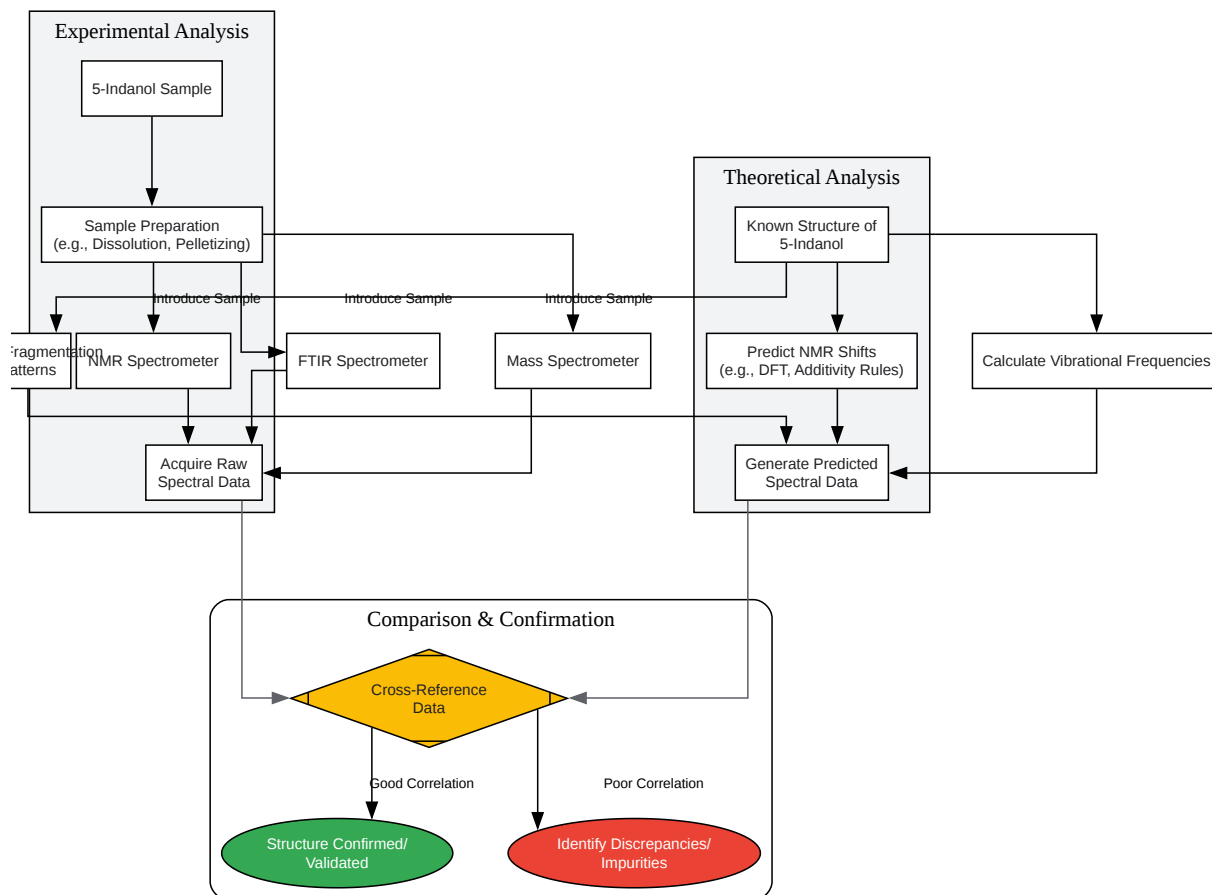 Experimental Analysis
5-Indanol Sample
Theoretical Analysis
Sample Preparation
(e.g., Dissolution, Pelletizing)
Known Structure of
5-Indanol
Introduce Sample
Introduce Sample
Introduce Sample
Fragmentation
atterns
NMR Spectrometer
FTIR Spectrometer
Mass Spectrometer
Predict NMR Shifts
(e.g., DFT, Additivity Rules)
Calculate Vibrational Frequencies
Acquire Raw
Spectral Data
Generate Predicted
Spectral Data
Comparison & Confirmation
Cross-Reference
Data
Good Correlation
Poor Correlation
Structure Confirmed/
Validated
Identify Discrepancies/
Impurities